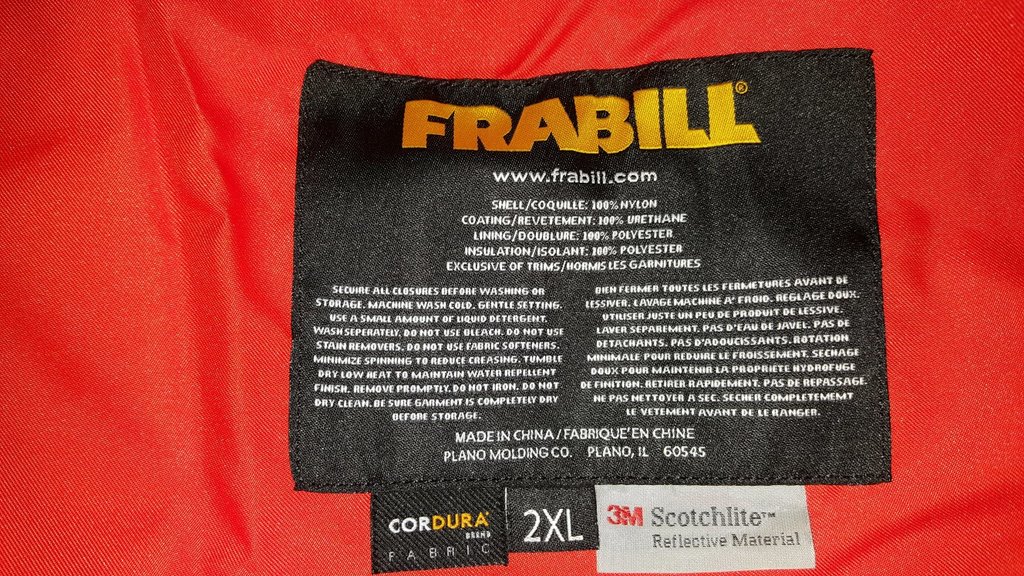 FRABILL®
www.frabill.com
SHELL/COQUILLE: 100% NYLON
COATING/REVETEMENT: 100% URETHANE
LINING/DOUBLURE: 100% POLYESTER
INSULATION/ISOLANT: 100% POLYESTER
EXCLUSIVE OF TRIMS/HORMIS LES GARNITURES
SECURE ALL CLOSURES BEFORE WASHING OR
STORAGE. MACHINE WASH COLD. GENTLE SETTING.
USE A SMALL AMOUNT OF LIQUID DETERGENT.
WASH SEPERATELY. DO NOT USE BLEACH. DO NOT USE
STAIN REMOVERS. DO NOT USE FABRIC SOFTENERS.
MINIMIZE SPINNING TO REDUCE CREASING. TUMBLE
DRY LOW HEAT TO MAINTAIN WATER REPELLENT
FINISH. REMOVE PROMPTLY. DO NOT IRON. DO NOT
DRY CLEAN. BE SURE GARMENT IS COMPLETELY DRY
BEFORE STORAGE.
BIEN FERMER TOUTES LES FERMETURES AVANT DE
LESSIVER. LAVAGE MACHINE A' FROID. REGLAGE DOUX.
UTILISER JUSTE UN PEU DE PRODUIT DE LESSIVE.
LAVER SEPAREMENT. PAS D'EAU DE JAVEL. PAS DE
DETACHANTS. PAS D'ADOUCISSANTS. ROTATION
MINIMALE POUR REDUIRE LE FROISSEMENT. SECHAGE
DOUX POUR MAINTENIR LA PROPRIETE HYDROFUGE
DE FINITION. RETIRER RAPIDEMENT. PAS DE REPASSAGE.
NE PAS NETTOYER A SEC. SECHER COMPLETEMEMT
LE VETEMENT AVANT DE LE RANGER.
MADE IN CHINA / FABRIQUE' EN CHINE
PLANO MOLDING CO. PLANO, IL 60545
CORDURA®
BRAND
FABRIC
2XL
3M Scotchlite™
Reflective Material